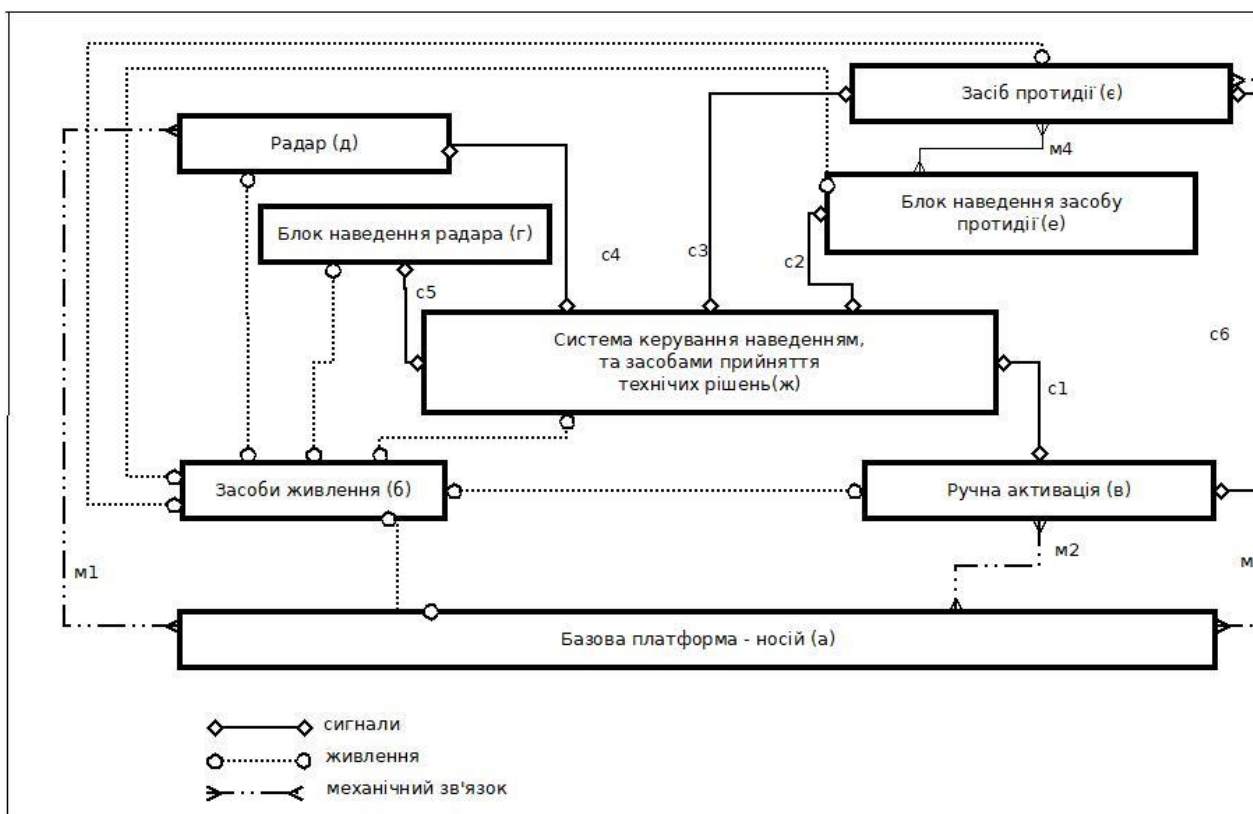 Засіб протидії (є)
Радар (д)
м4
Блок наведення засобу
протидії (е)
Блок наведення радара (г)
с4
с3
с2
с5
Система керування наведенням,
та засобами прийняття
технічих рішень(ж)
с6
с1
Засоби живлення (б)
Ручна активація (в)
м1
м2
м
Базова платформа - носій (а)
сигнали
живлення
механічний зв'язок